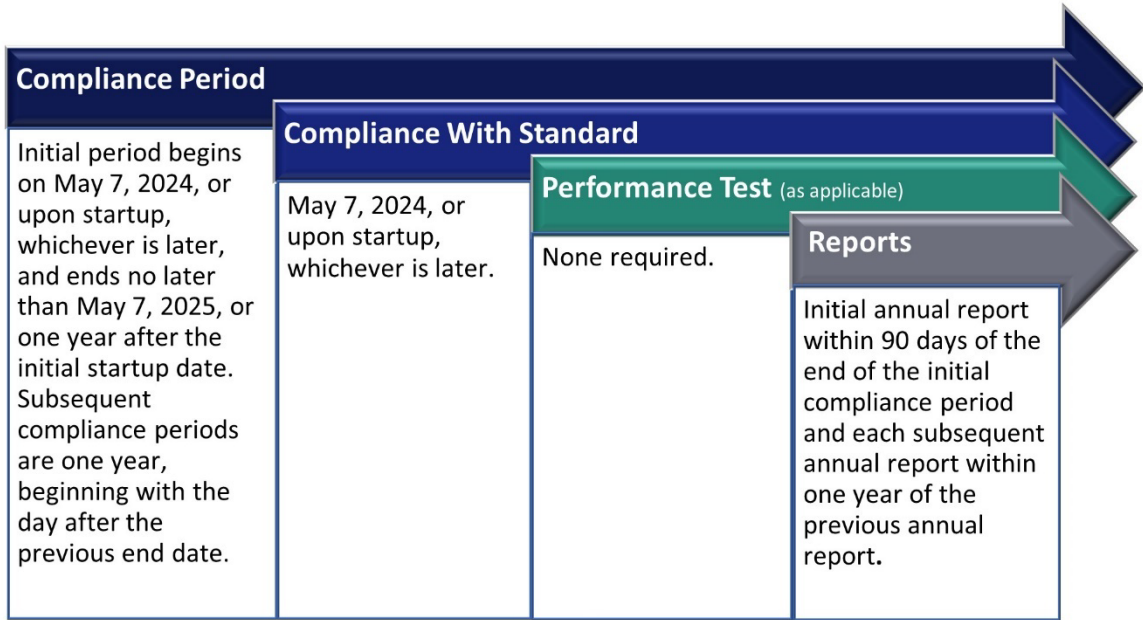 Compliance Period
Initial period begins
on May 7, 2024, or
upon startup,
whichever is later,
and ends no later
than May 7, 2025, or
one year after the
initial startup date.
Subsequent
compliance periods
are one year,
beginning with the
day after the
previous end date.
Compliance With Standard
May 7, 2024, or
upon startup,
whichever is later.
Performance Test (as applicable)
None required.
Reports
Initial annual report
within 90 days of the
end of the initial
compliance period
and each subsequent
annual report within
one year of the
previous annual
report.